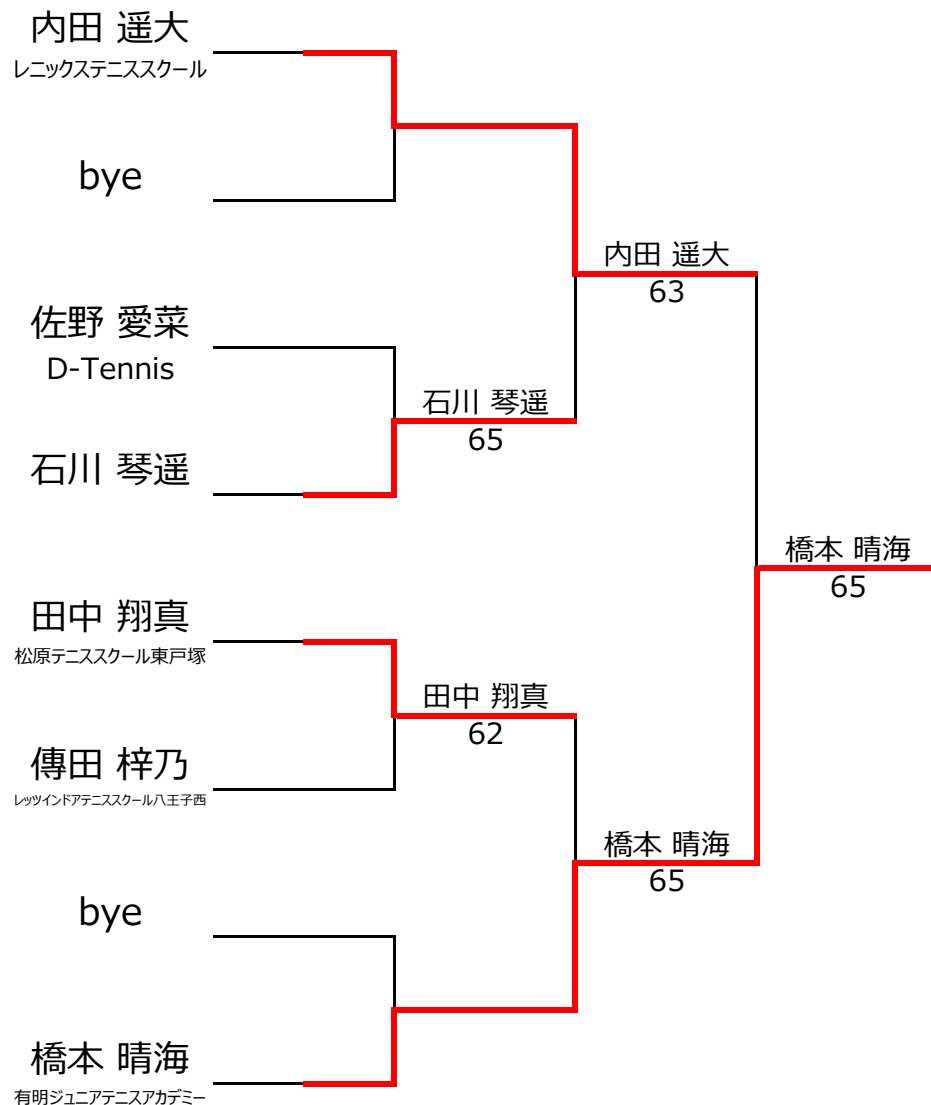 内田 遥大
レニックステニススクール
bye
佐野 愛菜
D-Tennis
石川 琴遥
田中 翔真
松原テニススクール東戸塚
傳田 梓乃
レッツインドアテニススクール八王子西
bye
橋本 晴海
有明ジュニアテニスアカデミー
石川 琴遥
65
田中 翔真
62
内田 遥大
63
橋本 晴海
65
橋本 晴海
65